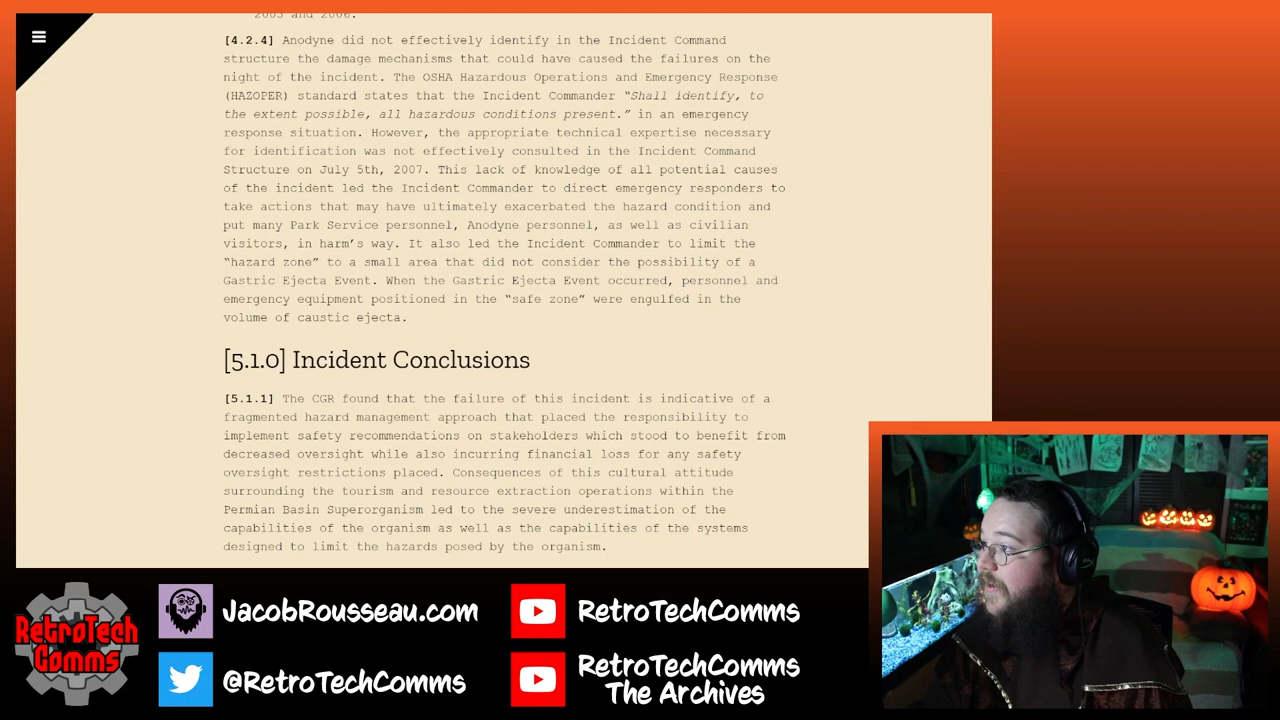 2005 and 2006.
[4.2.4] Anodyne did not effectively identify in the Incident Command
structure the damage mechanisms that could have caused the failures on the
night of the incident. The OSHA Hazardous Operations and Emergency Response
(HAZOPER) standard states that the Incident Commander “Shall identify, to
the extent possible, all hazardous conditions present.” in an emergency
response situation. However, the appropriate technical expertise necessary
for identification was not effectively consulted in the Incident Command
Structure on July 5th, 2007. This lack of knowledge of all potential causes
of the incident led the Incident Commander to direct emergency responders to
take actions that may have ultimately exacerbated the hazard condition and
put many Park Service personnel, Anodyne personnel, as well as civilian
visitors, in harm’s way. It also led the Incident Commander to limit the
“hazard zone” to a small area that did not consider the possibility of a
Gastric Ejecta Event. When the Gastric Ejecta Event occurred, personnel and
emergency equipment positioned in the “safe zone” were engulfed in the
volume of caustic ejecta.
[5.1.0] Incident Conclusions
[5.1.1] The CGR found that the failure of this incident is indicative of a
fragmented hazard management approach that placed the responsibility to
implement safety recommendations on stakeholders which stood to benefit from
decreased oversight while also incurring financial loss for any safety
oversight restrictions placed. Consequences of this cultural attitude
surrounding the tourism and resource extraction operations within the
Permian Basin Superorganism led to the severe underestimation of the
capabilities of the organism as well as the capabilities of the systems
designed to limit the hazards posed by the organism.
RetroTech
Comms
JacobRousseau.com
@RetroTechComms
RetroTechComms
RetroTechComms
The Archives